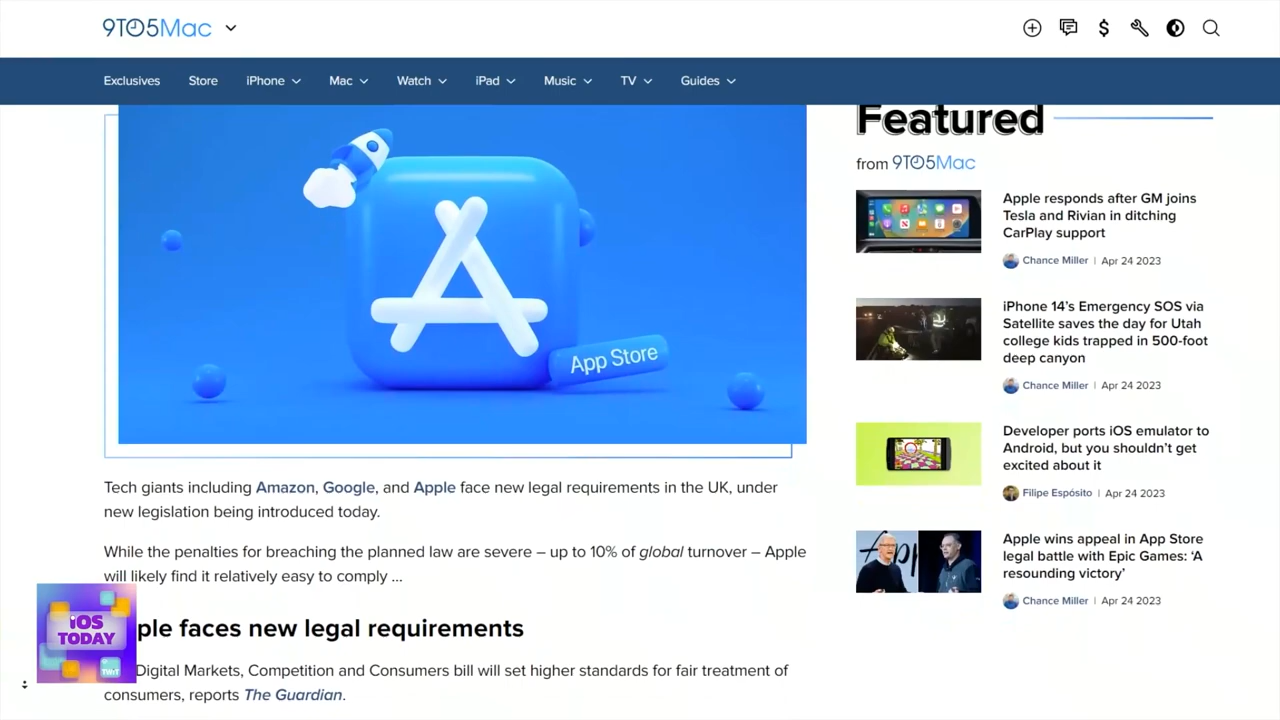 9TO5Mac
Exclusives Store iPhone Mac Watch iPad Music TV Guides
App Store
Tech giants including Amazon, Google, and Apple face new legal requirements in the UK, under
new legislation being introduced today.
While the penalties for breaching the planned law are severe – up to 10% of global turnover – Apple
will likely find it relatively easy to comply ...
ple faces new legal requirements
Digital Markets, Competition and Consumers bill will set higher standards for fair treatment of
consumers, reports The Guardian.
iOS
TODAY
TWiT
Featured
from 9TO5Mac
Apple responds after GM joins
Tesla and Rivian in ditching
CarPlay support
Chance Miller | Apr 24 2023
iPhone 14's Emergency SOS via
Satellite saves the day for Utah
college kids trapped in 500-foot
deep canyon
Chance Miller | Apr 24 2023
Developer ports iOS emulator to
Android, but you shouldn't get
excited about it
Filipe Espósito | Apr 24 2023
Apple wins appeal in App Store
legal battle with Epic Games: 'A
resounding victory'
Chance Miller | Apr 24 2023